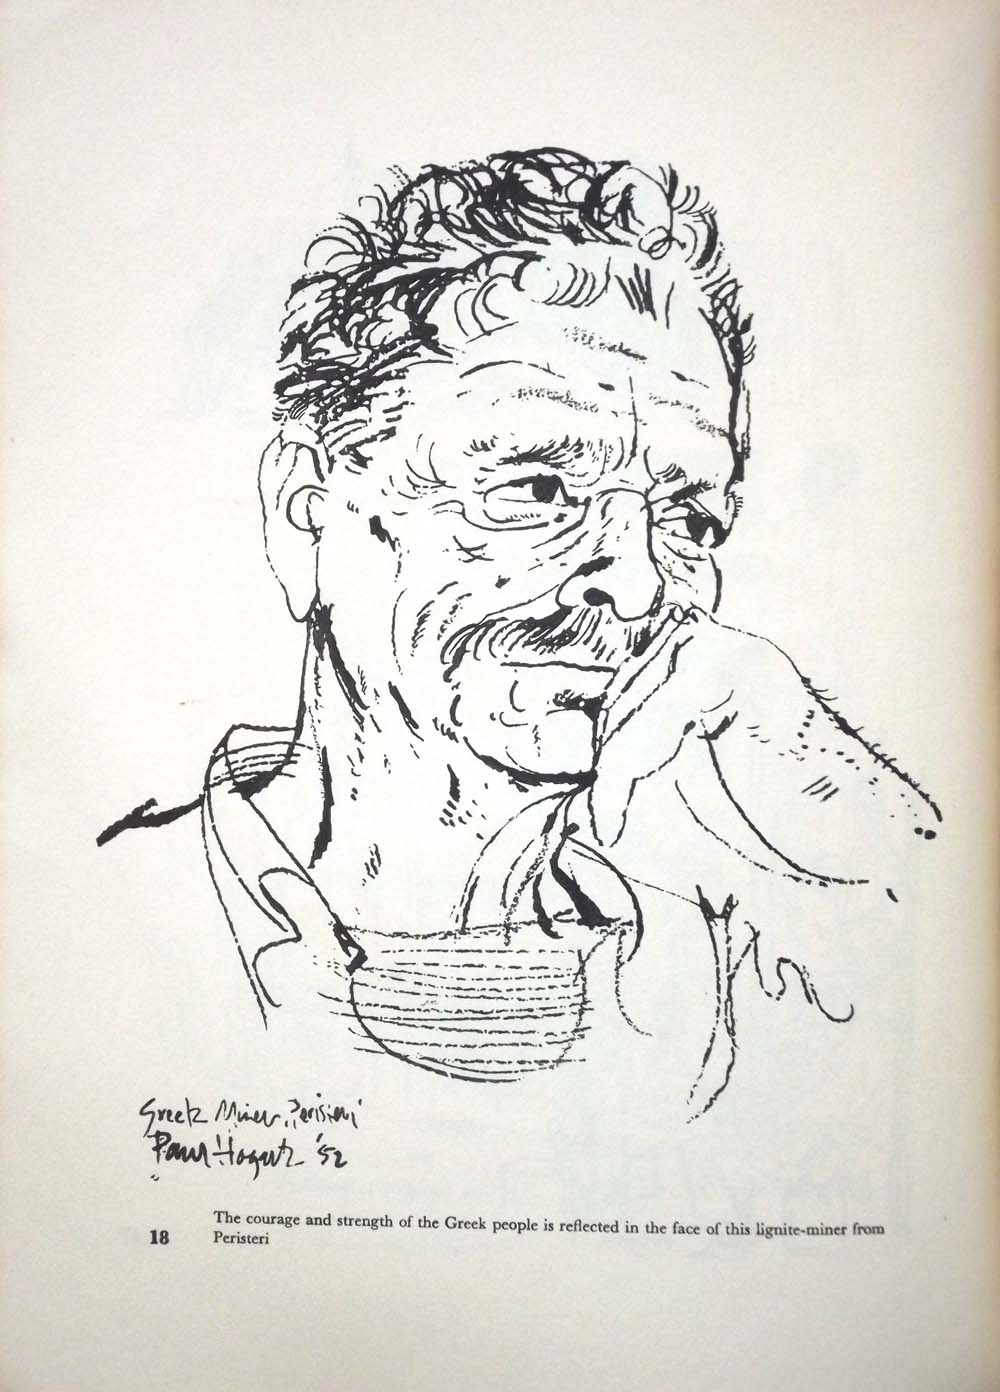 Greek Miner, Peristeri
Paul Hogarth '52
18 The courage and strength of the Greek people is reflected in the face of this lignite-miner from
Peristeri